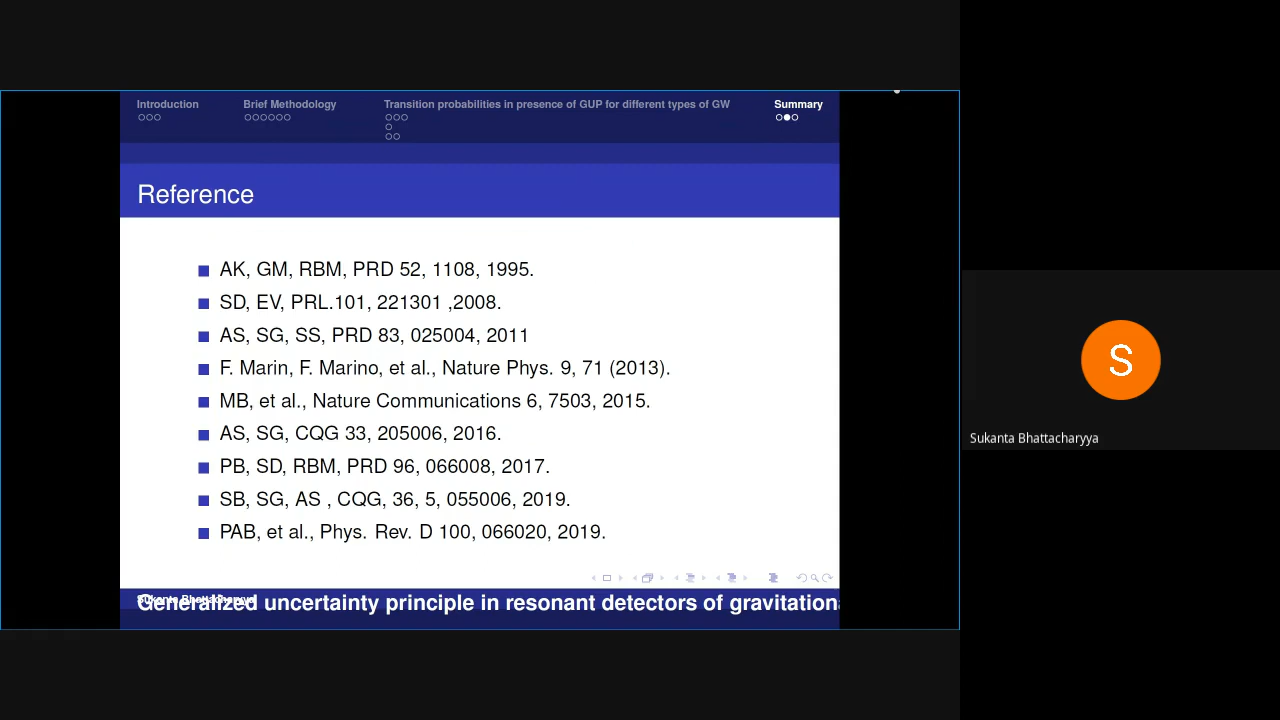 Introduction Brief Methodology Transition probabilities in presence of GUP for different types of GW Summary
Reference
AK, GM, RBM, PRD 52, 1108, 1995.
SD, EV, PRL.101, 221301 ,2008.
AS, SG, SS, PRD 83, 025004, 2011
F. Marin, F. Marino, et al., Nature Phys. 9, 71 (2013).
MB, et al., Nature Communications 6, 7503, 2015.
AS, SG, CQG 33, 205006, 2016.
PB, SD, RBM, PRD 96, 066008, 2017.
SB, SG, AS , CQG, 36, 5, 055006, 2019.
PAB, et al., Phys. Rev. D 100, 066020, 2019.
Sukanta Bhattacharyya
Generalized uncertainty principle in resonant detectors of gravitation
S
Sukanta Bhattacharyya